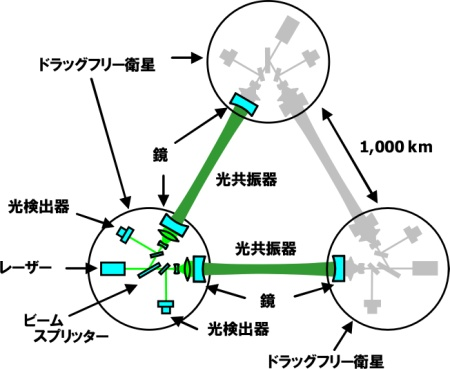 ドラッグフリー衛星
鏡
1,000 km
光共振器
光検出器
光共振器
レーザー
鏡
ビーム
スプリッター
光検出器
ドラッグフリー衛星